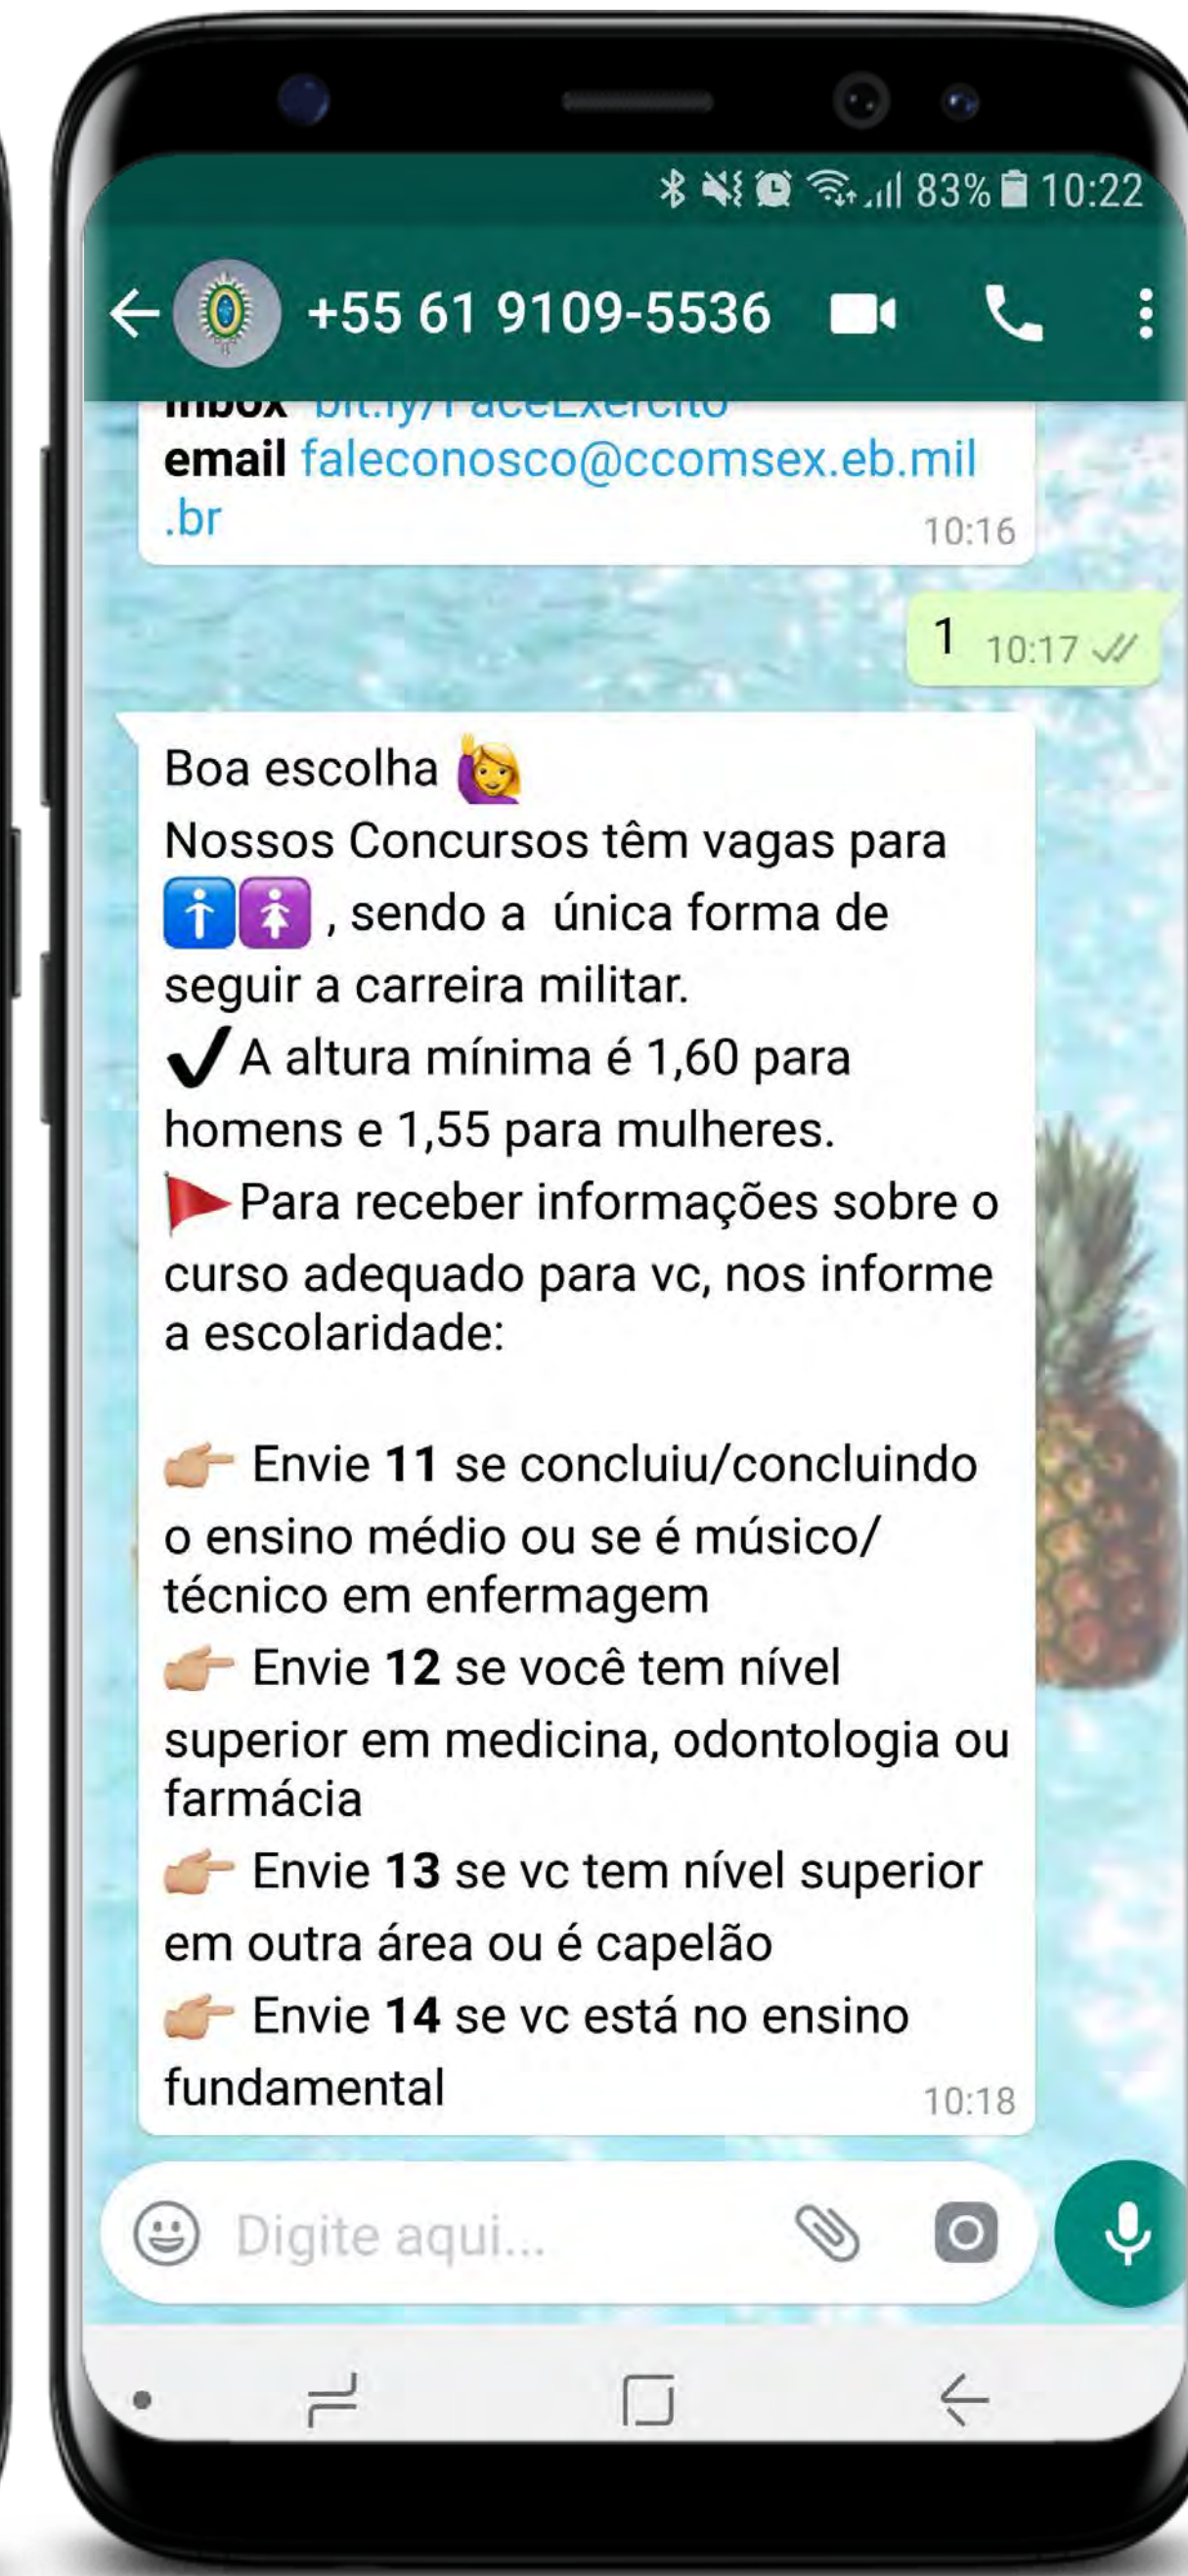 83% 10:22
+55 61 9109-5536
inbox bit.ly/FaceExercito
email faleconosco@ccomsex.eb.mil
.br
10:16
1 10:17
Boa escolha
Nossos Concursos têm vagas para
, sendo a única forma de
seguir a carreira militar.
A altura mínima é 1,60 para
homens e 1,55 para mulheres.
Para receber informações sobre o
curso adequado para vc, nos informe
a escolaridade:
Envie 11 se concluiu/concluindo
o ensino médio ou se é músico/
técnico em enfermagem
Envie 12 se você tem nível
superior em medicina, odontologia ou
farmácia
Envie 13 se vc tem nível superior
em outra área ou é capelão
Envie 14 se vc está no ensino
fundamental
10:18
Digite aqui...